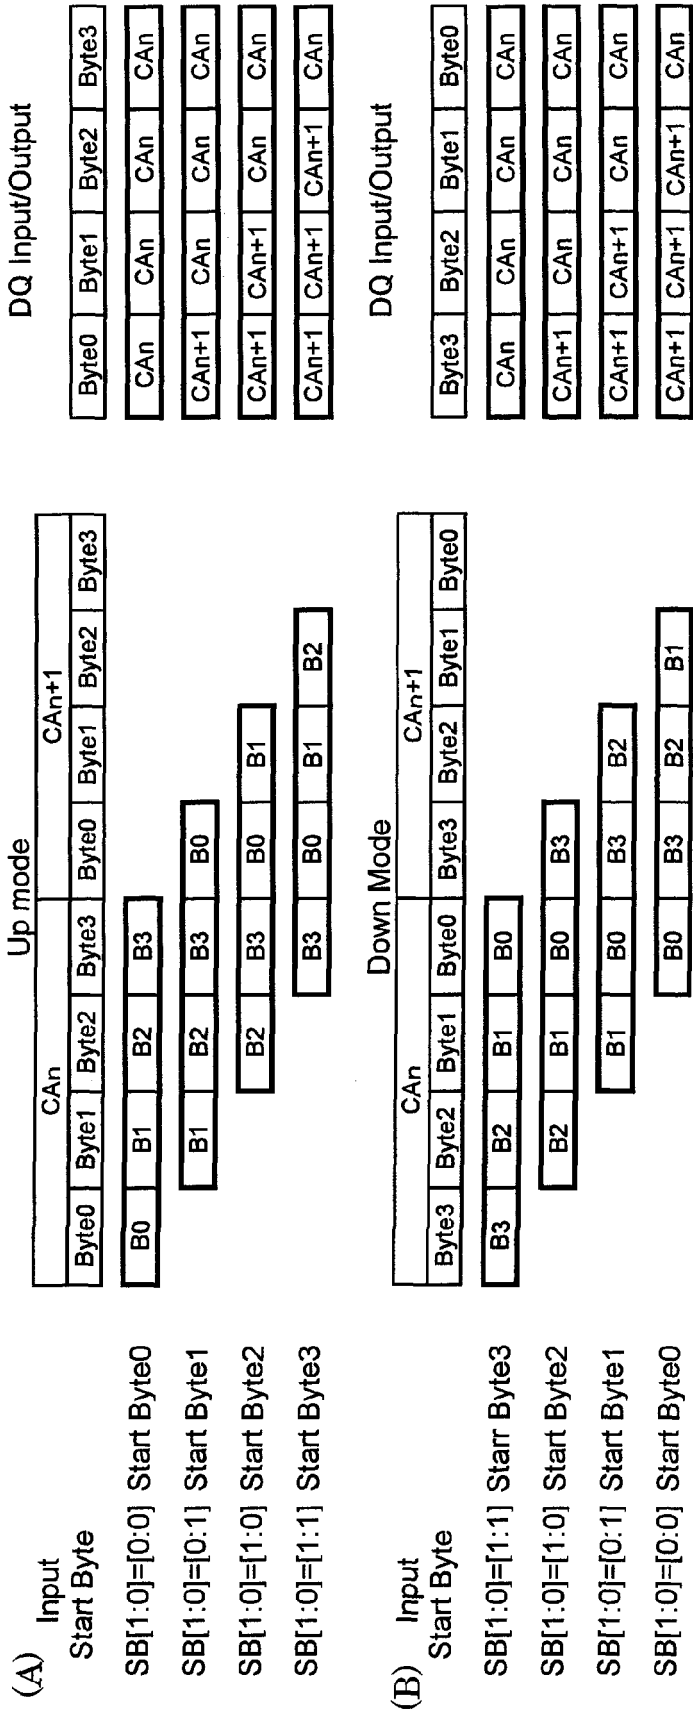 (A)
Up mode
DQ Input/Output
Input
Start Byte
CAn CAn+1
Byte0 Byte1 Byte2 Byte3 Byte0 Byte1 Byte2 Byte3
Byte0 Byte1 Byte2 Byte3
SB[1:0]=[0:0] Start Byte0 B0 B1 B2 B3 CAn CAn CAn CAn
SB[1:0]=[0:1] Start Byte1 B1 B2 B3 B0 CAn+1 CAn CAn CAn
SB[1:0]=[1:0] Start Byte2 B2 B3 B0 B1 CAn+1 CAn+1 CAn CAn
SB[1:0]=[1:1] Start Byte3 B3 B0 B1 B2 CAn+1 CAn+1 CAn+1 CAn
(B)
Down Mode
DQ Input/Output
Input
Start Byte
CAn CAn+1
Byte3 Byte2 Byte1 Byte0 Byte3 Byte2 Byte1 Byte0
Byte3 Byte2 Byte1 Byte0
SB[1:0]=[1:1] Starr Byte3 B3 B2 B1 B0 CAn CAn CAn CAn
SB[1:0]=[1:0] Start Byte2 B2 B1 B0 B3 CAn+1 CAn CAn CAn
SB[1:0]=[0:1] Start Byte1 B1 B0 B3 B2 CAn+1 CAn+1 CAn CAn
SB[1:0]=[0:0] Start Byte0 B0 B3 B2 B1 CAn+1 CAn+1 CAn+1 CAn